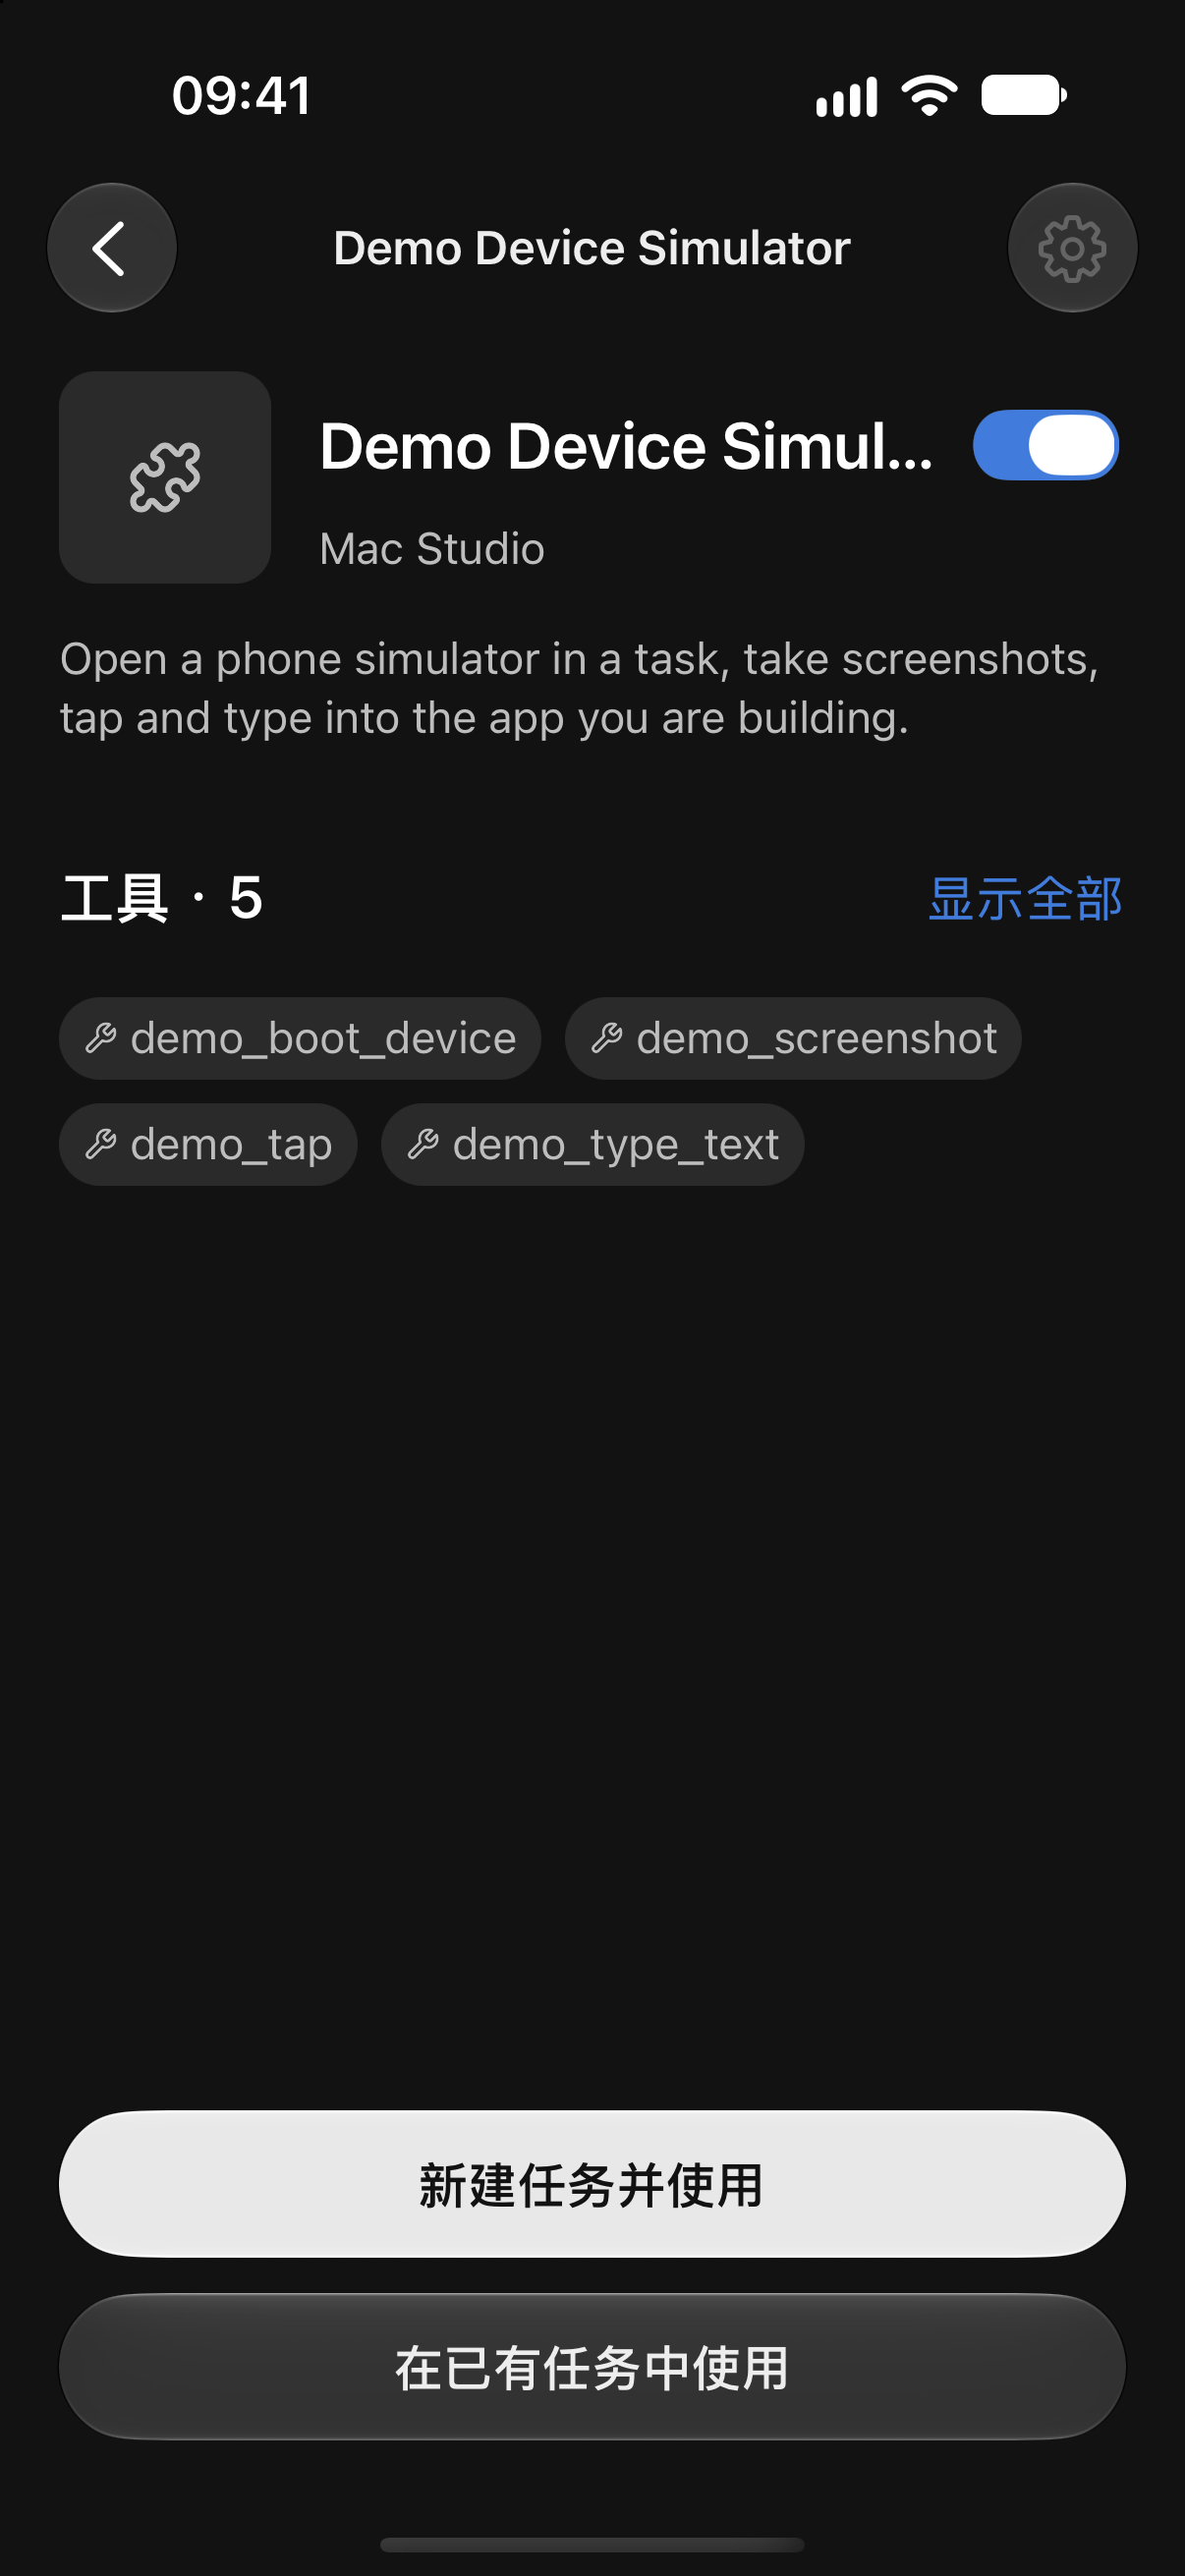 09:41
Demo Device Simulator
Demo Device Simul...
Mac Studio
Open a phone simulator in a task, take screenshots,
tap and type into the app you are building.
工具 · 5
显示全部
demo_boot_device
demo_screenshot
demo_tap
demo_type_text
新建任务并使用
在已有任务中使用